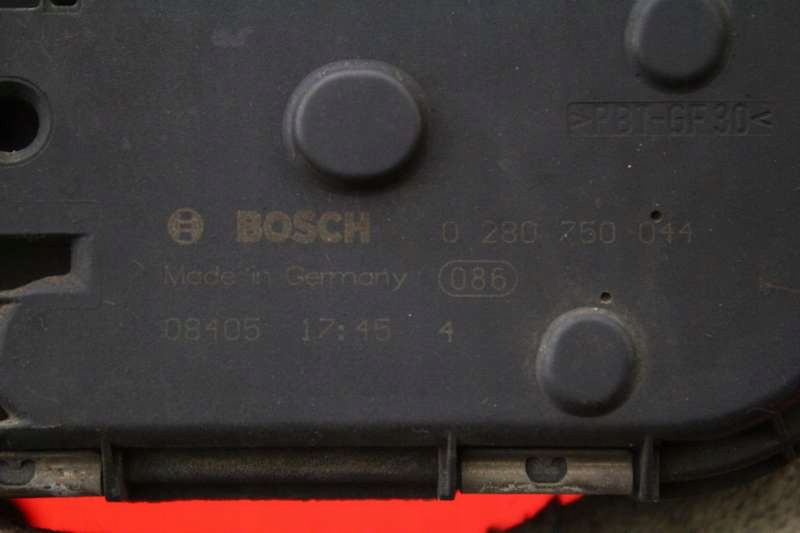 >PBT-GF30<
BOSCH 0 280 750 044
Made in Germany 086
08405 17:45 4